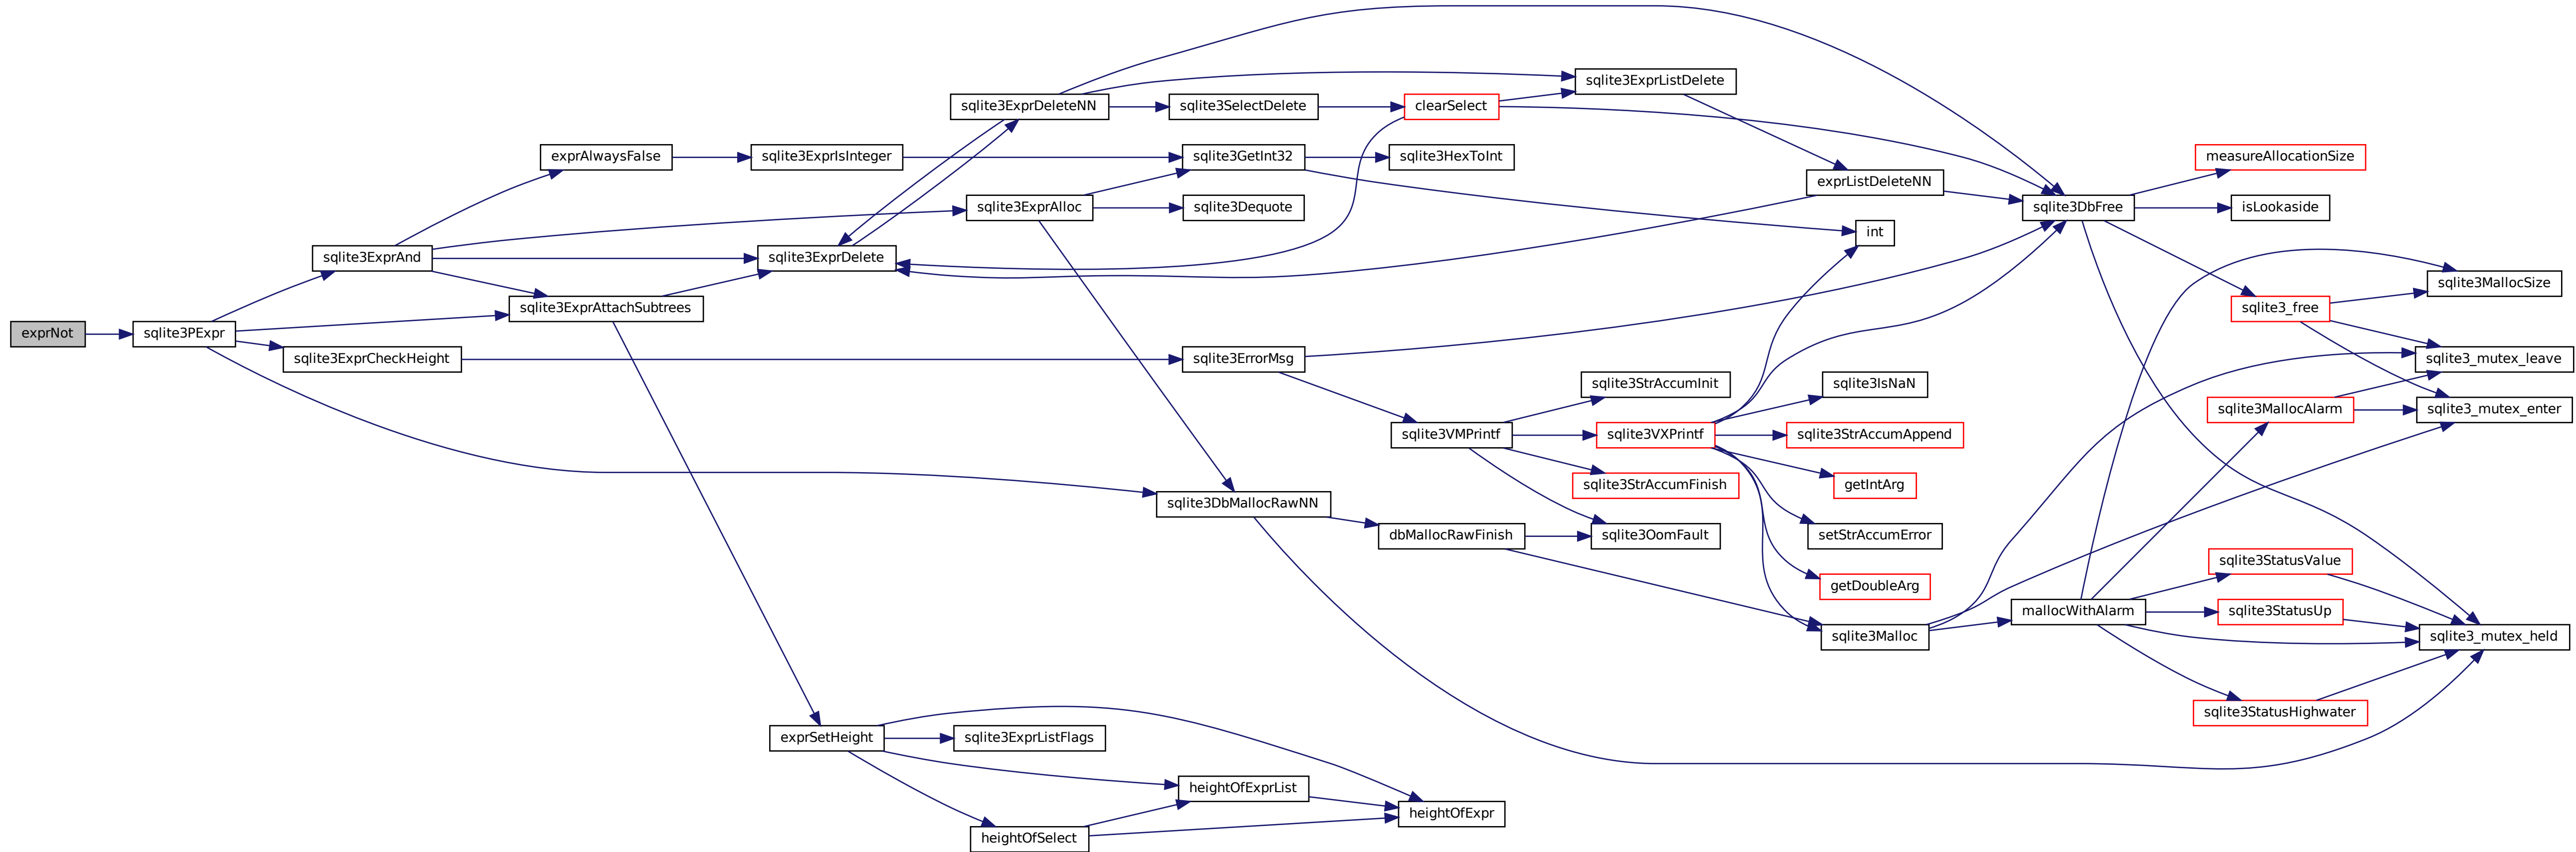 exprNot
sqlite3PExpr
sqlite3ExprAnd
sqlite3ExprCheckHeight
exprAlwaysFalse
sqlite3ExprAttachSubtrees
sqlite3ExprIsInteger
sqlite3ExprDelete
exprSetHeight
sqlite3ExprDeleteNN
sqlite3ExprAlloc
sqlite3ExprListFlags
heightOfSelect
sqlite3SelectDelete
sqlite3GetInt32
sqlite3Dequote
sqlite3ErrorMsg
sqlite3DbMallocRawNN
heightOfExprList
clearSelect
sqlite3HexToInt
sqlite3VMPrintf
dbMallocRawFinish
heightOfExpr
sqlite3ExprListDelete
sqlite3StrAccumInit
sqlite3VXPrintf
sqlite3StrAccumFinish
sqlite3OomFault
exprListDeleteNN
int
sqlite3IsNaN
sqlite3StrAccumAppend
getIntArg
setStrAccumError
getDoubleArg
sqlite3Malloc
sqlite3DbFree
mallocWithAlarm
measureAllocationSize
isLookaside
sqlite3_free
sqlite3MallocAlarm
sqlite3StatusValue
sqlite3StatusUp
sqlite3StatusHighwater
sqlite3MallocSize
sqlite3_mutex_leave
sqlite3_mutex_enter
sqlite3_mutex_held